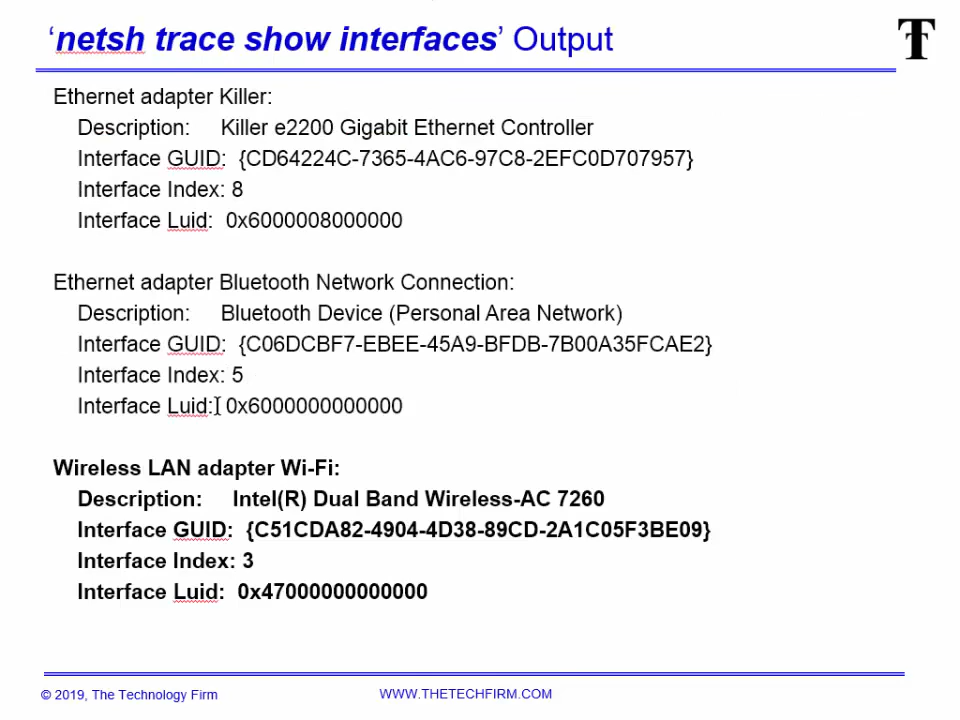 ‘netsh trace show interfaces’ Output
Ethernet adapter Killer:
Description: Killer e2200 Gigabit Ethernet Controller
Interface GUID: {CD64224C-7365-4AC6-97C8-2EFC0D707957}
Interface Index: 8
Interface Luid: 0x6000008000000
Ethernet adapter Bluetooth Network Connection:
Description: Bluetooth Device (Personal Area Network)
Interface GUID: {C06DCBF7-EBEE-45A9-BFDB-7B00A35FCAE2}
Interface Index: 5
Interface Luid: 0x6000000000000
Wireless LAN adapter Wi-Fi:
Description: Intel(R) Dual Band Wireless-AC 7260
Interface GUID: {C51CDA82-4904-4D38-89CD-2A1C05F3BE09}
Interface Index: 3
Interface Luid: 0x47000000000000
© 2019, The Technology Firm
WWW.THETECHFIRM.COM